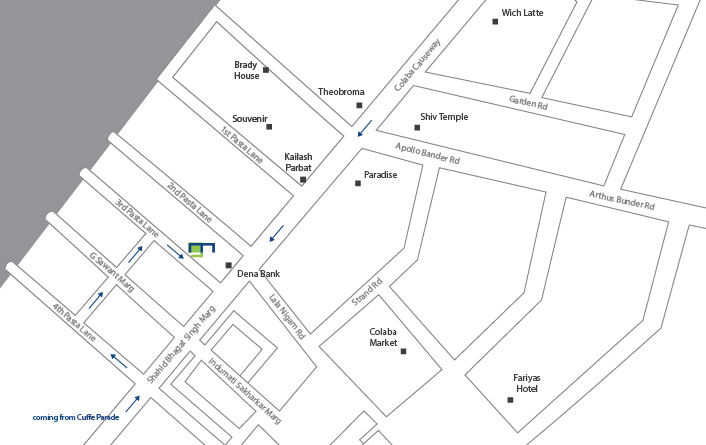 Wich Latte
Colaba Causeway
Brady
House
Theobroma
Garden Rd
Souvenir
Shiv Temple
1st Pasta Lane
Kailash
Parbat
Apollo Bander Rd
Paradise
2nd Pasta Lane
Arthus Bunder Rd
3rd Pasta Lane
G Sawant Marg
Dena Bank
Strand Rd
Lala Nigam Rd
4th Pasta Lane
Shahid Bhagat Singh Marg
Colaba
Market
Indumati Sakharkar Marg
Fariyas
Hotel
coming from Cuffe Parade